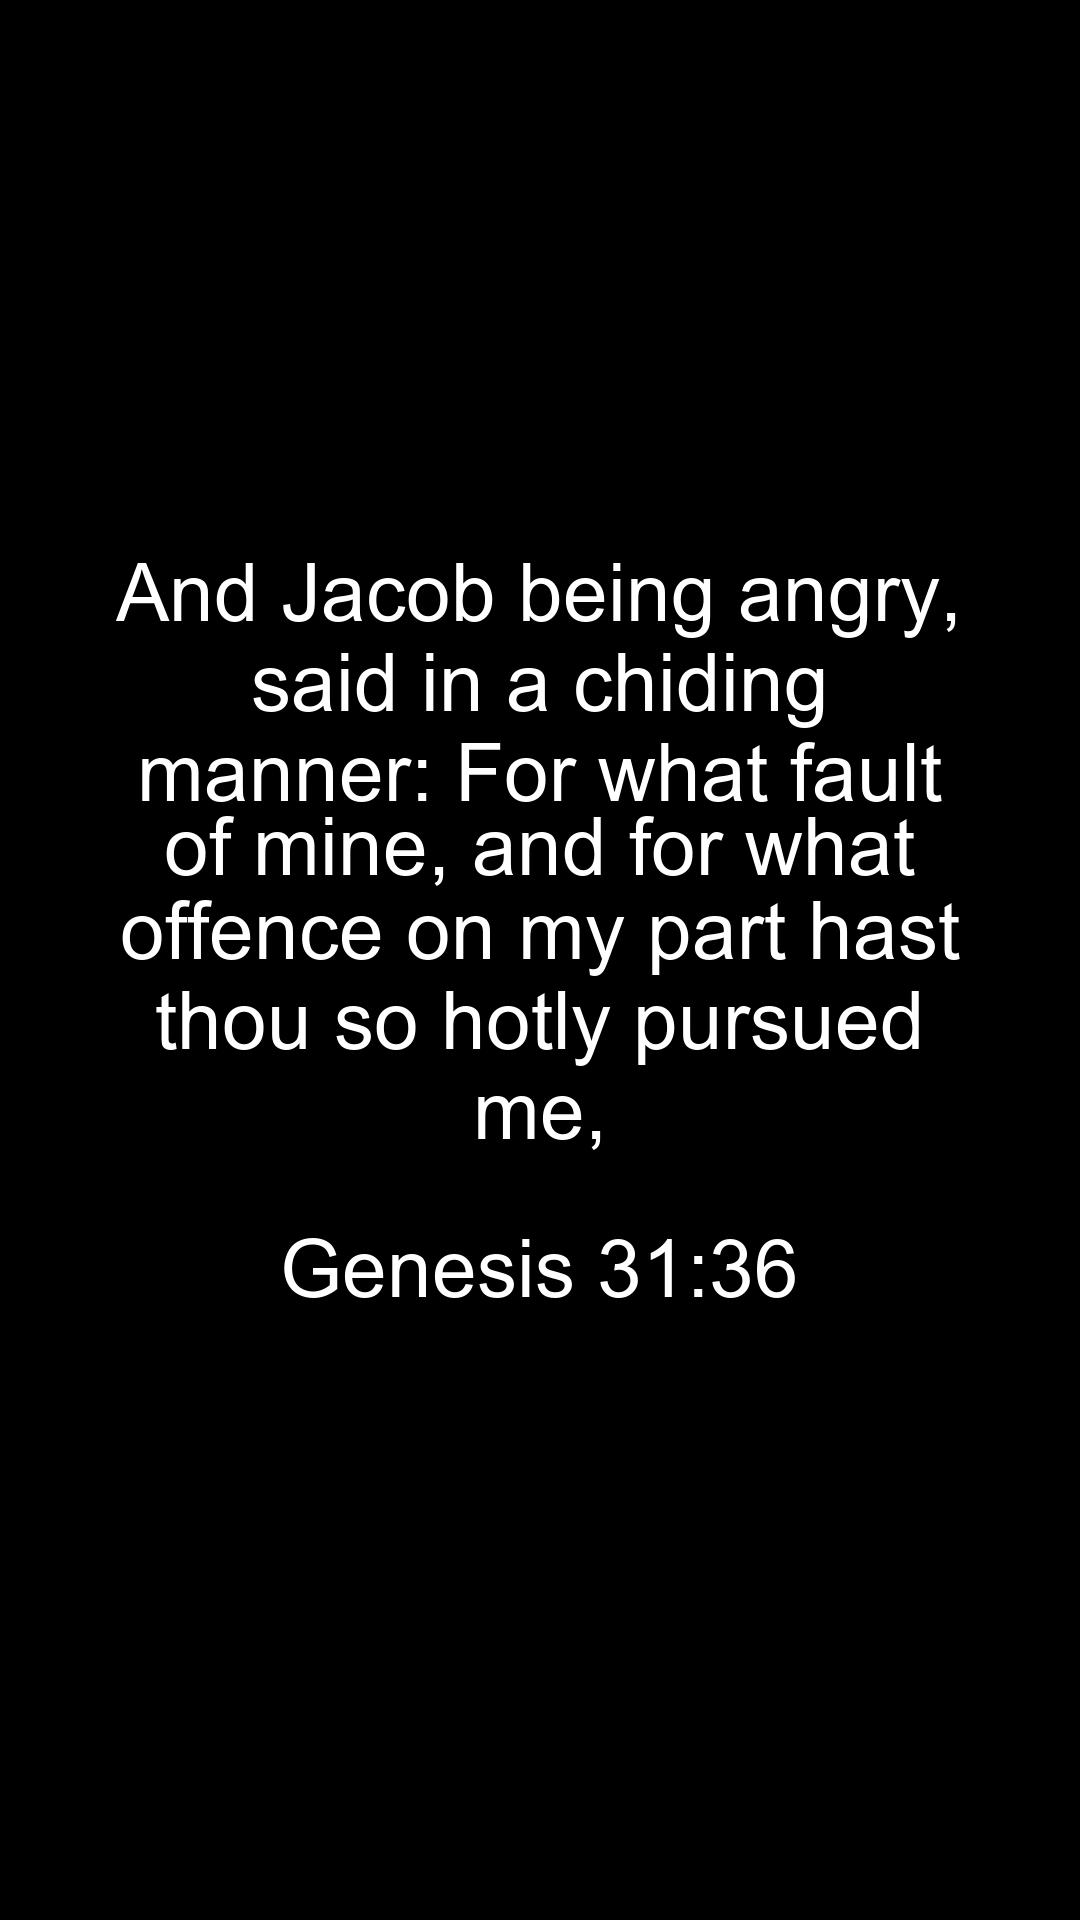 And Jacob being angry,
said in a chiding
manner: For what fault
of mine, and for what
offence on my part hast
thou so hotly pursued
me,
Genesis 31:36